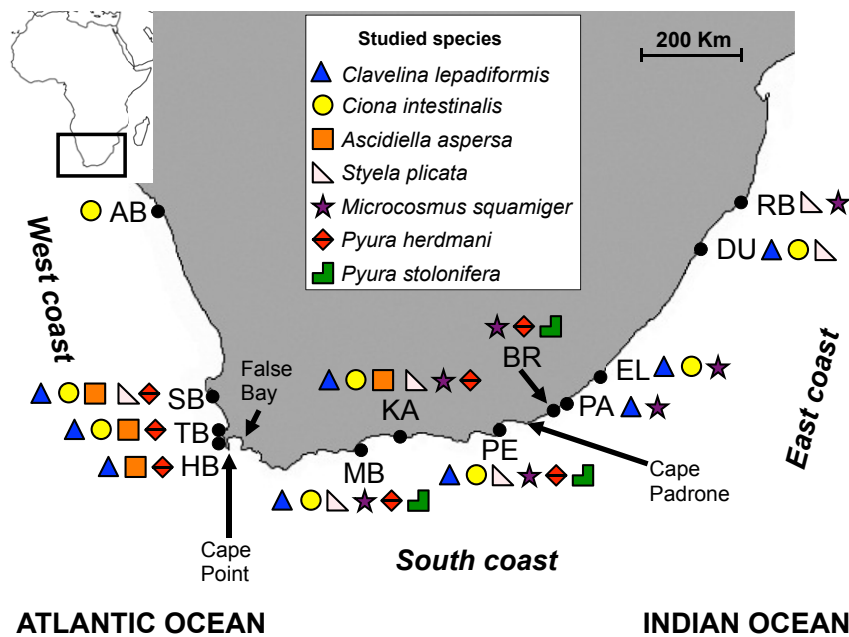 Studied species
Clavelina lepadiformis
Ciona intestinalis
Ascidiella aspersa
Styela plicata
Microcosmus squamiger
Pyura herdmani
Pyura stolonifera
200 Km
AB
West coast
RB
DU
BR
EL
East coast
False
Bay
SB
KA
PA
TB
PE
HB
MB
Cape
Padrone
Cape
Point
South coast
ATLANTIC OCEAN
INDIAN OCEAN